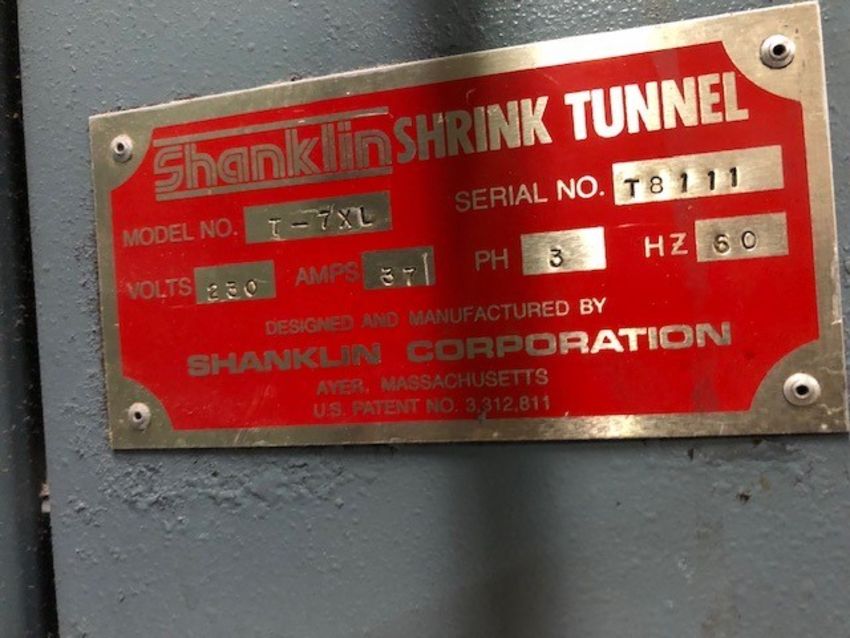 Shanklin SHRINK TUNNEL
MODEL NO. T-7XL SERIAL NO. T8111
VOLTS 230 AMPS 37 PH 3 HZ 60
DESIGNED AND MANUFACTURED BY
SHANKLIN CORPORATION
AYER, MASSACHUSETTS
U.S. PATENT NO. 3,312,811